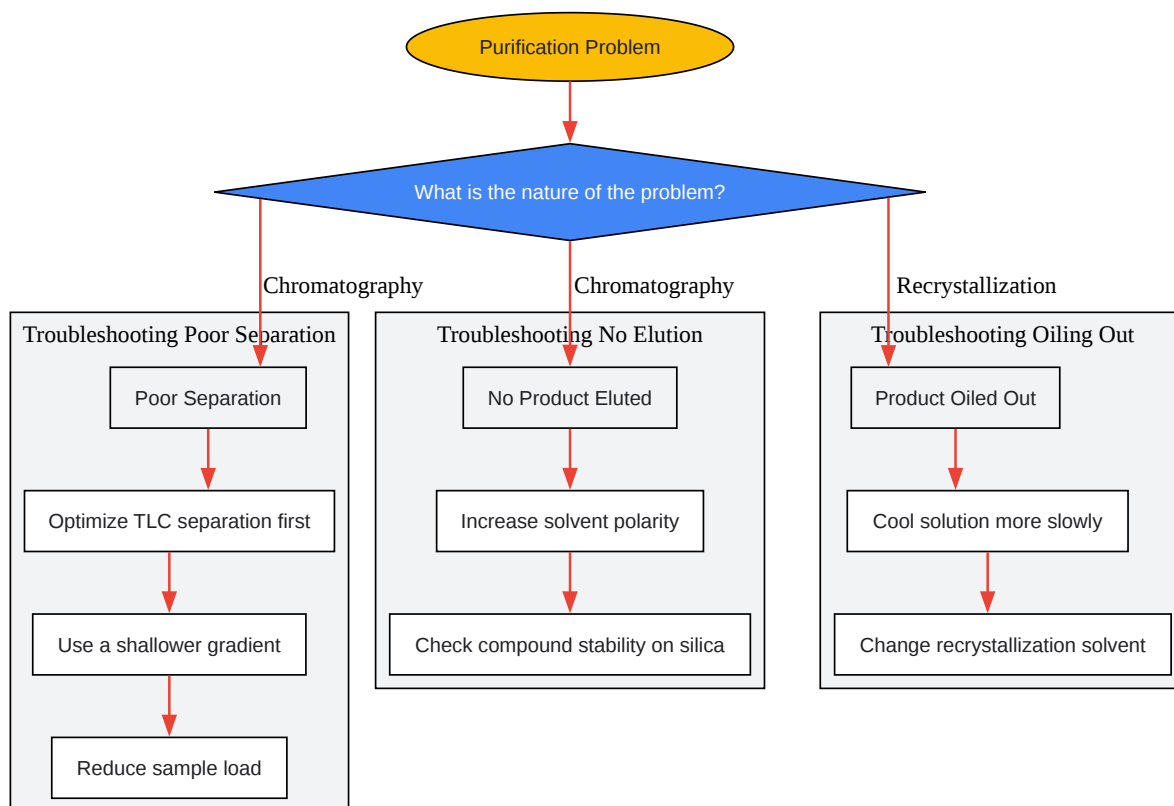 Purification Problem
What is the nature of the problem?
Chromatography
Chromatography
Recrystallization
Troubleshooting Poor Separation
Poor Separation
Optimize TLC separation first
Use a shallower gradient
Reduce sample load
Troubleshooting No Elution
No Product Eluted
Increase solvent polarity
Check compound stability on silica
Troubleshooting Oiling Out
Product Oiled Out
Cool solution more slowly
Change recrystallization solvent